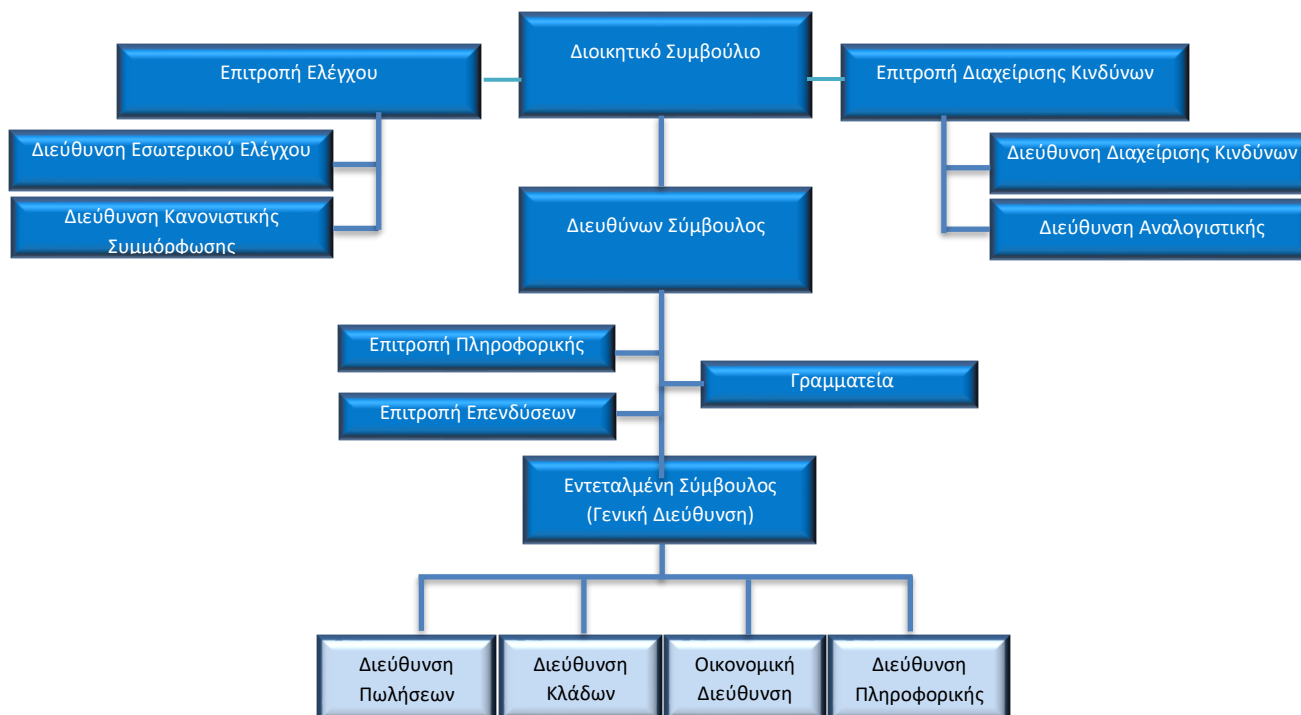 Διοικητικό Συμβούλιο
Επιτροπή Ελέγχου
Επιτροπή Διαχείρισης Κινδύνων
Διεύθυνση Εσωτερικού Ελέγχου
Διεύθυνση Διαχείρισης Κινδύνων
Διεύθυνση Κανονιστικής
Συμμόρφωσης
Διευθύνων Σύμβουλος
Διεύθυνση Αναλογιστικής
Επιτροπή Πληροφορικής
Γραμματεία
Επιτροπή Επενδύσεων
Εντεταλμένη Σύμβουλος
(Γενική Διεύθυνση)
Διεύθυνση
Πωλήσεων
Διεύθυνση
Κλάδων
Οικονομική
Διεύθυνση
Διεύθυνση
Πληροφορικής